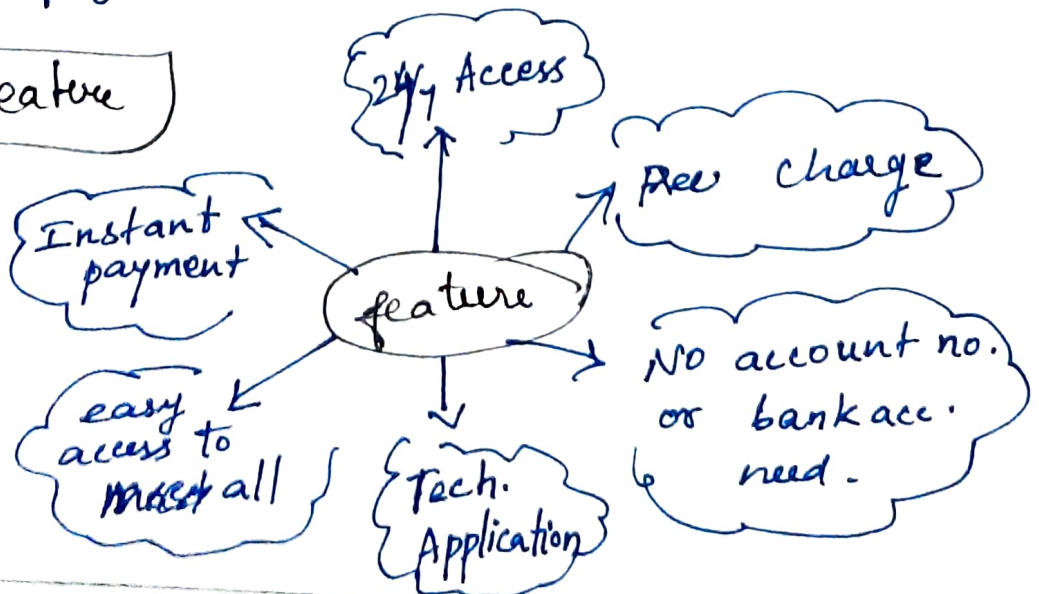 eature
24/7 Access
charge
Instant
payment
feature
No account no.
or bank acc.
need.
easy
access to
all
Tech.
Application